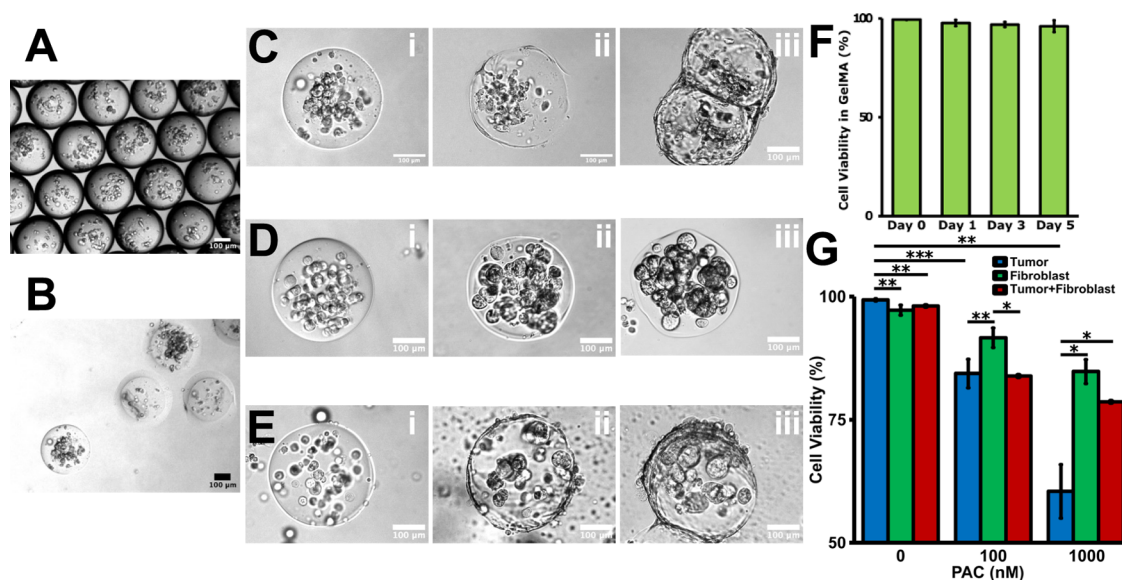 A
100 µm
B
100 µm
C
i
100 µm
ii
100 µm
iii
100 µm
D
i
100 µm
ii
100 µm
iii
100 µm
E
i
100 µm
ii
100 µm
iii
100 µm
F
Cell Viability in GelMA (%)
100
50
0
Day 0 Day 1 Day 3 Day 5
G
**
***
**
**
Tumor
Fibroblast
Tumor+Fibroblast
** *
* *
Cell Viability (%)
100
75
50
0 100 1000
PAC (nM)